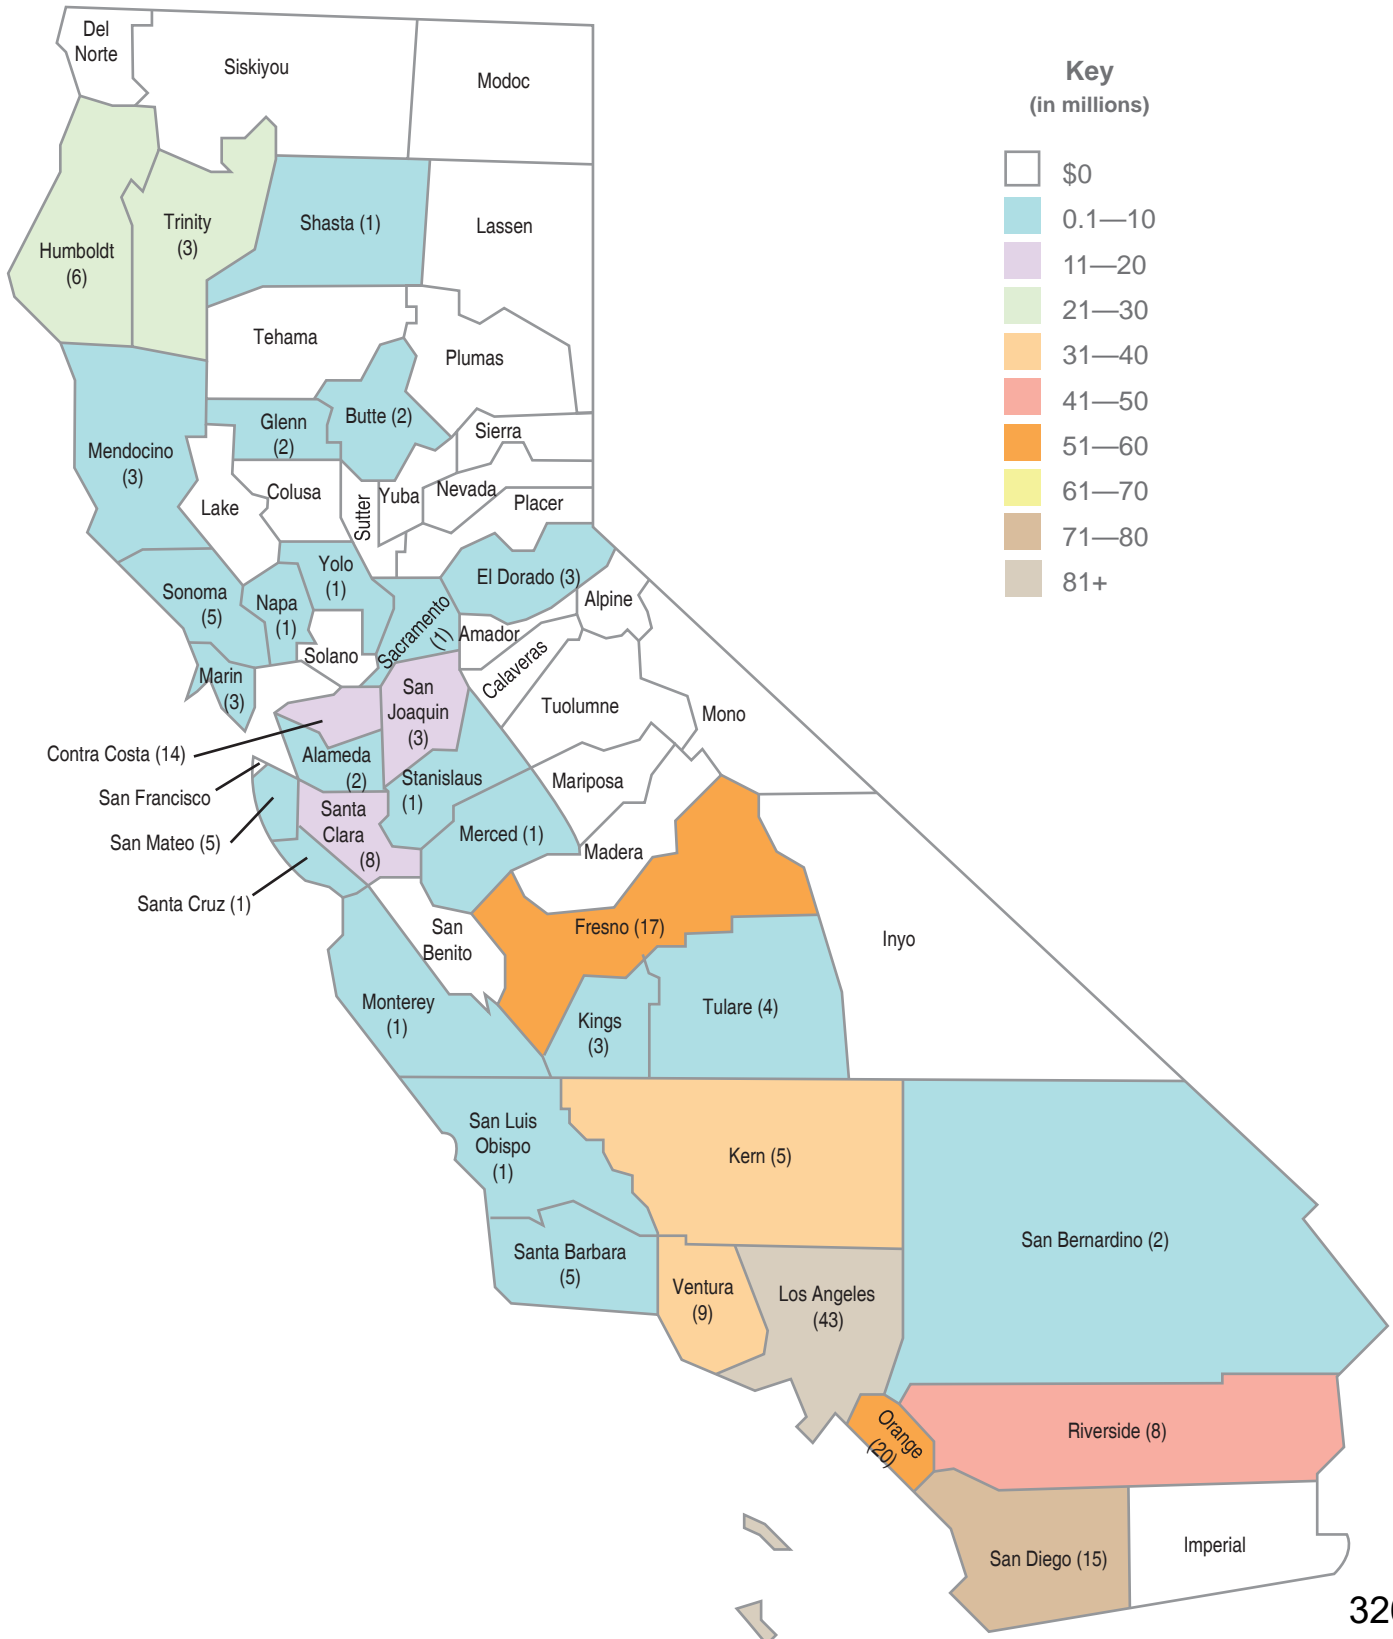 Del
Norte
Siskiyou
Modoc
Key
(in millions)
$0
0.1—10
11—20
21—30
31—40
41—50
51—60
61—70
71—80
81+
Humboldt
(6)
Trinity
(3)
Shasta (1)
Lassen
Tehama
Plumas
Butte (2)
Glenn
(2)
Mendocino
(3)
Sierra
Lake
Colusa
Sutter
Yuba
Nevada
Placer
Sonoma
(5)
Napa
(1)
Yolo
(1)
El Dorado (3)
Sacramento
(1)
Alpine
Amador
Solano
Marin
(3)
Calaveras
San
Joaquin
(3)
Tuolumne
Mono
Contra Costa (14)
Alameda
(2)
Stanislaus
(1)
Mariposa
San Francisco
San Mateo (5)
Santa
Clara
(8)
Merced (1)
Madera
Santa Cruz (1)
San
Benito
Fresno (17)
Inyo
Monterey
(1)
Kings
(3)
Tulare (4)
San Luis
Obispo
(1)
Kern (5)
San Bernardino (2)
Santa Barbara
(5)
Ventura
(9)
Los Angeles
(43)
Orange
(20)
Riverside (8)
San Diego (15)
Imperial